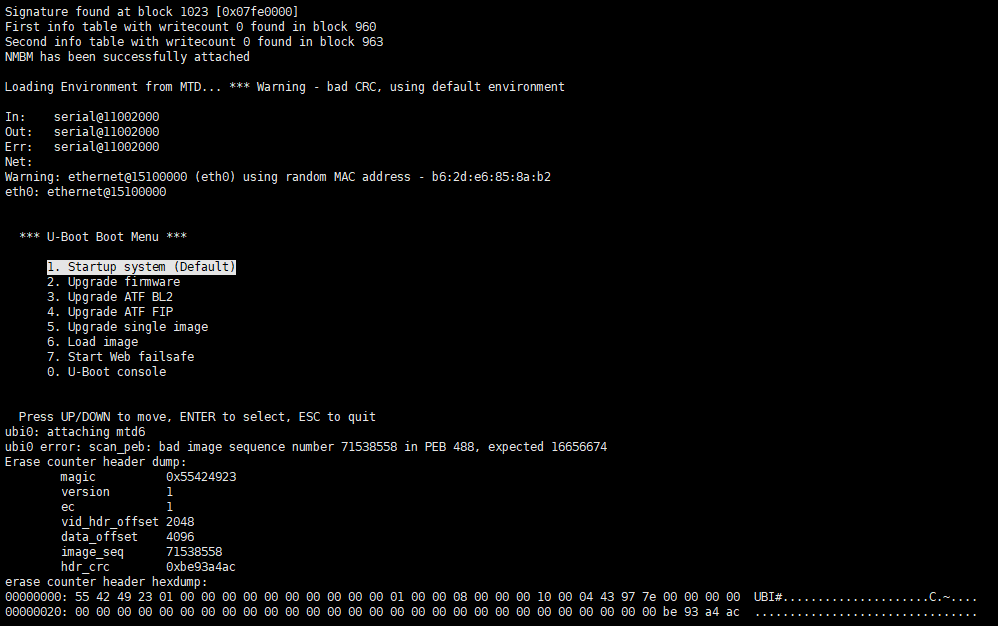 Signature found at block 1023 [0x07fe0000]
First info table with writecount 0 found in block 960
Second info table with writecount 0 found in block 963
NMBM has been successfully attached
Loading Environment from MTD... *** Warning - bad CRC, using default environment
In:    serial@11002000
Out:   serial@11002000
Err:   serial@11002000
Net:
Warning: ethernet@15100000 (eth0) using random MAC address - b6:2d:e6:85:8a:b2
eth0: ethernet@15100000
*** U-Boot Boot Menu ***
1. Startup system (Default)
2. Upgrade firmware
3. Upgrade ATF BL2
4. Upgrade ATF FIP
5. Upgrade single image
6. Load image
7. Start Web failsafe
0. U-Boot console
Press UP/DOWN to move, ENTER to select, ESC to quit
ubi0: attaching mtd6
ubi0 error: scan_peb: bad image sequence number 71538558 in PEB 488, expected 16656674
Erase counter header dump:
magic          0x55424923
version        1
ec             1
vid_hdr_offset 2048
data_offset    4096
image_seq      71538558
hdr_crc        0xbe93a4ac
erase counter header hexdump:
00000000: 55 42 49 23 01 00 00 00 00 00 00 00 00 00 00 01 00 00 08 00 00 00 10 00 04 43 97 7e 00 00 00 00  UBI#.....................C.~....
00000020: 00 00 00 00 00 00 00 00 00 00 00 00 00 00 00 00 00 00 00 00 00 00 00 00 00 00 00 00 be 93 a4 ac  ................................